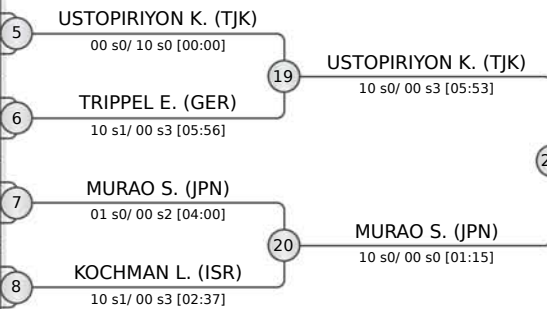 5
USTOPIRIYON K. (TJK)
00 s0/ 10 s0 [00:00]
19
USTOPIRIYON K. (TJK)
10 s0/ 00 s3 [05:53]
6
TRIPPEL E. (GER)
10 s1/ 00 s3 [05:56]
7
MURAO S. (JPN)
01 s0/ 00 s2 [04:00]
20
MURAO S. (JPN)
10 s0/ 00 s0 [01:15]
8
KOCHMAN L. (ISR)
10 s1/ 00 s3 [02:37]